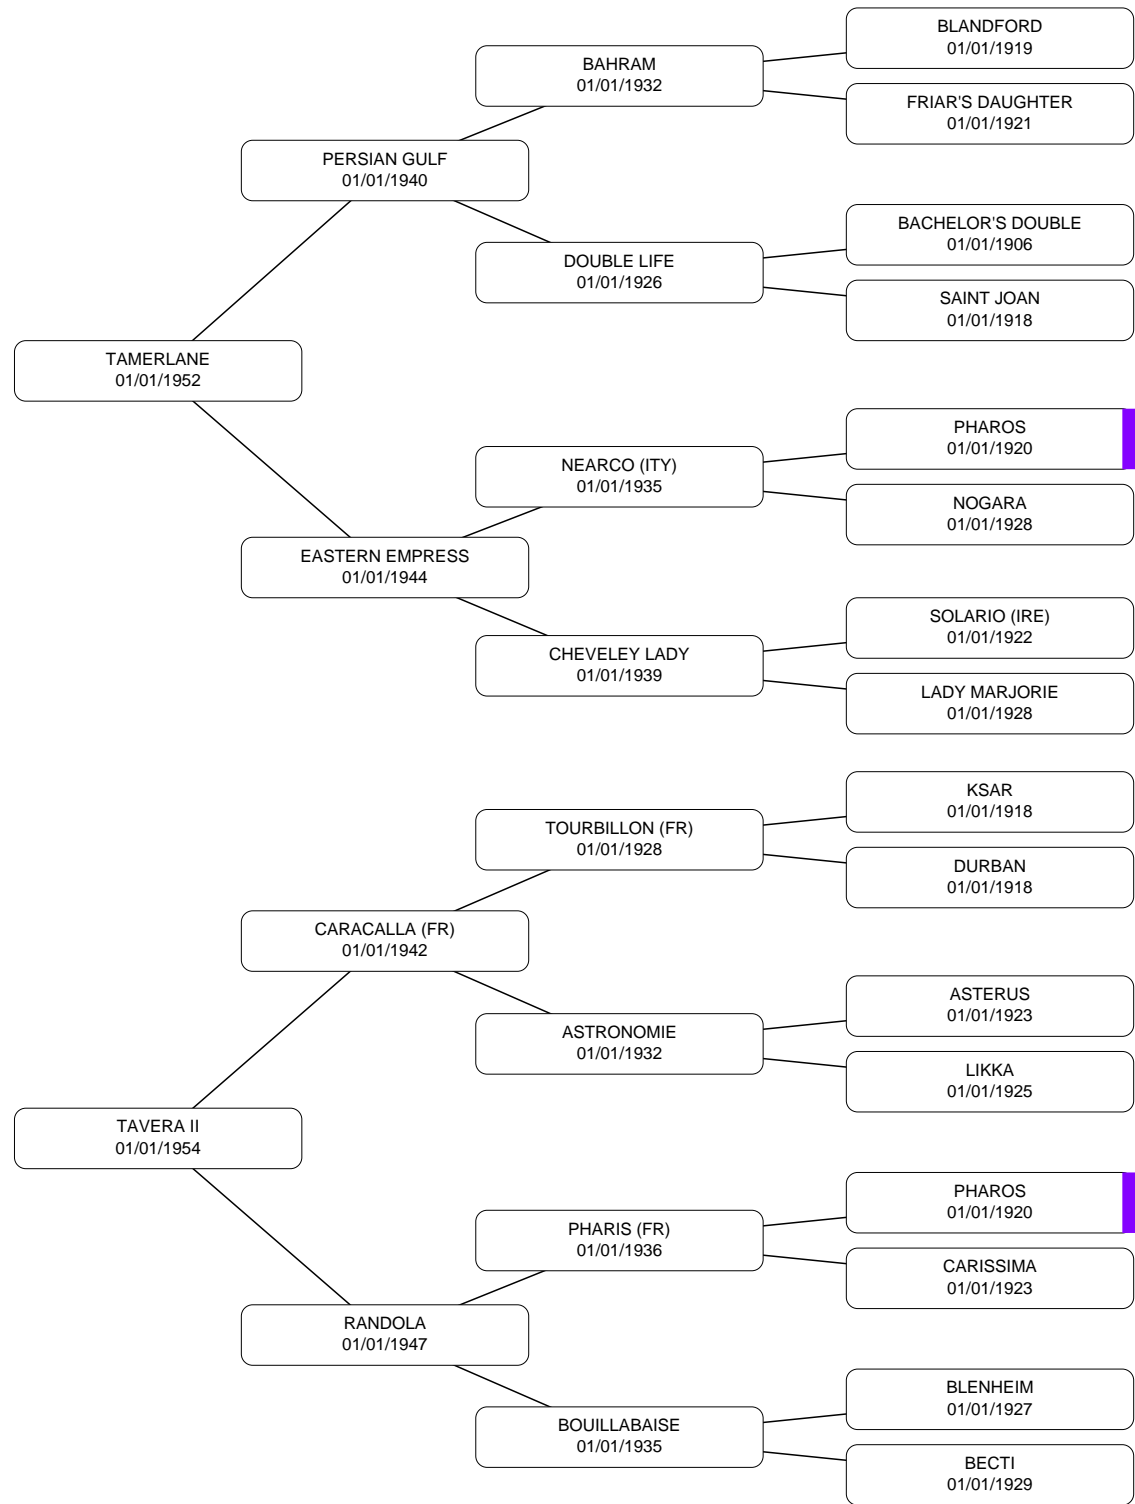 BLANDFORD
01/01/1919
BAHRAM
01/01/1932
FRIAR'S DAUGHTER
01/01/1921
PERSIAN GULF
01/01/1940
BACHELOR'S DOUBLE
01/01/1906
DOUBLE LIFE
01/01/1926
SAINT JOAN
01/01/1918
TAMERLANE
01/01/1952
PHAROS
01/01/1920
NEARCO (ITY)
01/01/1935
NOGARA
01/01/1928
EASTERN EMPRESS
01/01/1944
SOLARIO (IRE)
01/01/1922
CHEVELEY LADY
01/01/1939
LADY MARJORIE
01/01/1928
KSAR
01/01/1918
TOURBILLON (FR)
01/01/1928
DURBAN
01/01/1918
CARACALLA (FR)
01/01/1942
ASTERUS
01/01/1923
ASTRONOMIE
01/01/1932
LIKKA
01/01/1925
TAVERA II
01/01/1954
PHAROS
01/01/1920
PHARIS (FR)
01/01/1936
CARISSIMA
01/01/1923
RANDOLA
01/01/1947
BLENHEIM
01/01/1927
BOUILLABAISE
01/01/1935
BECTI
01/01/1929